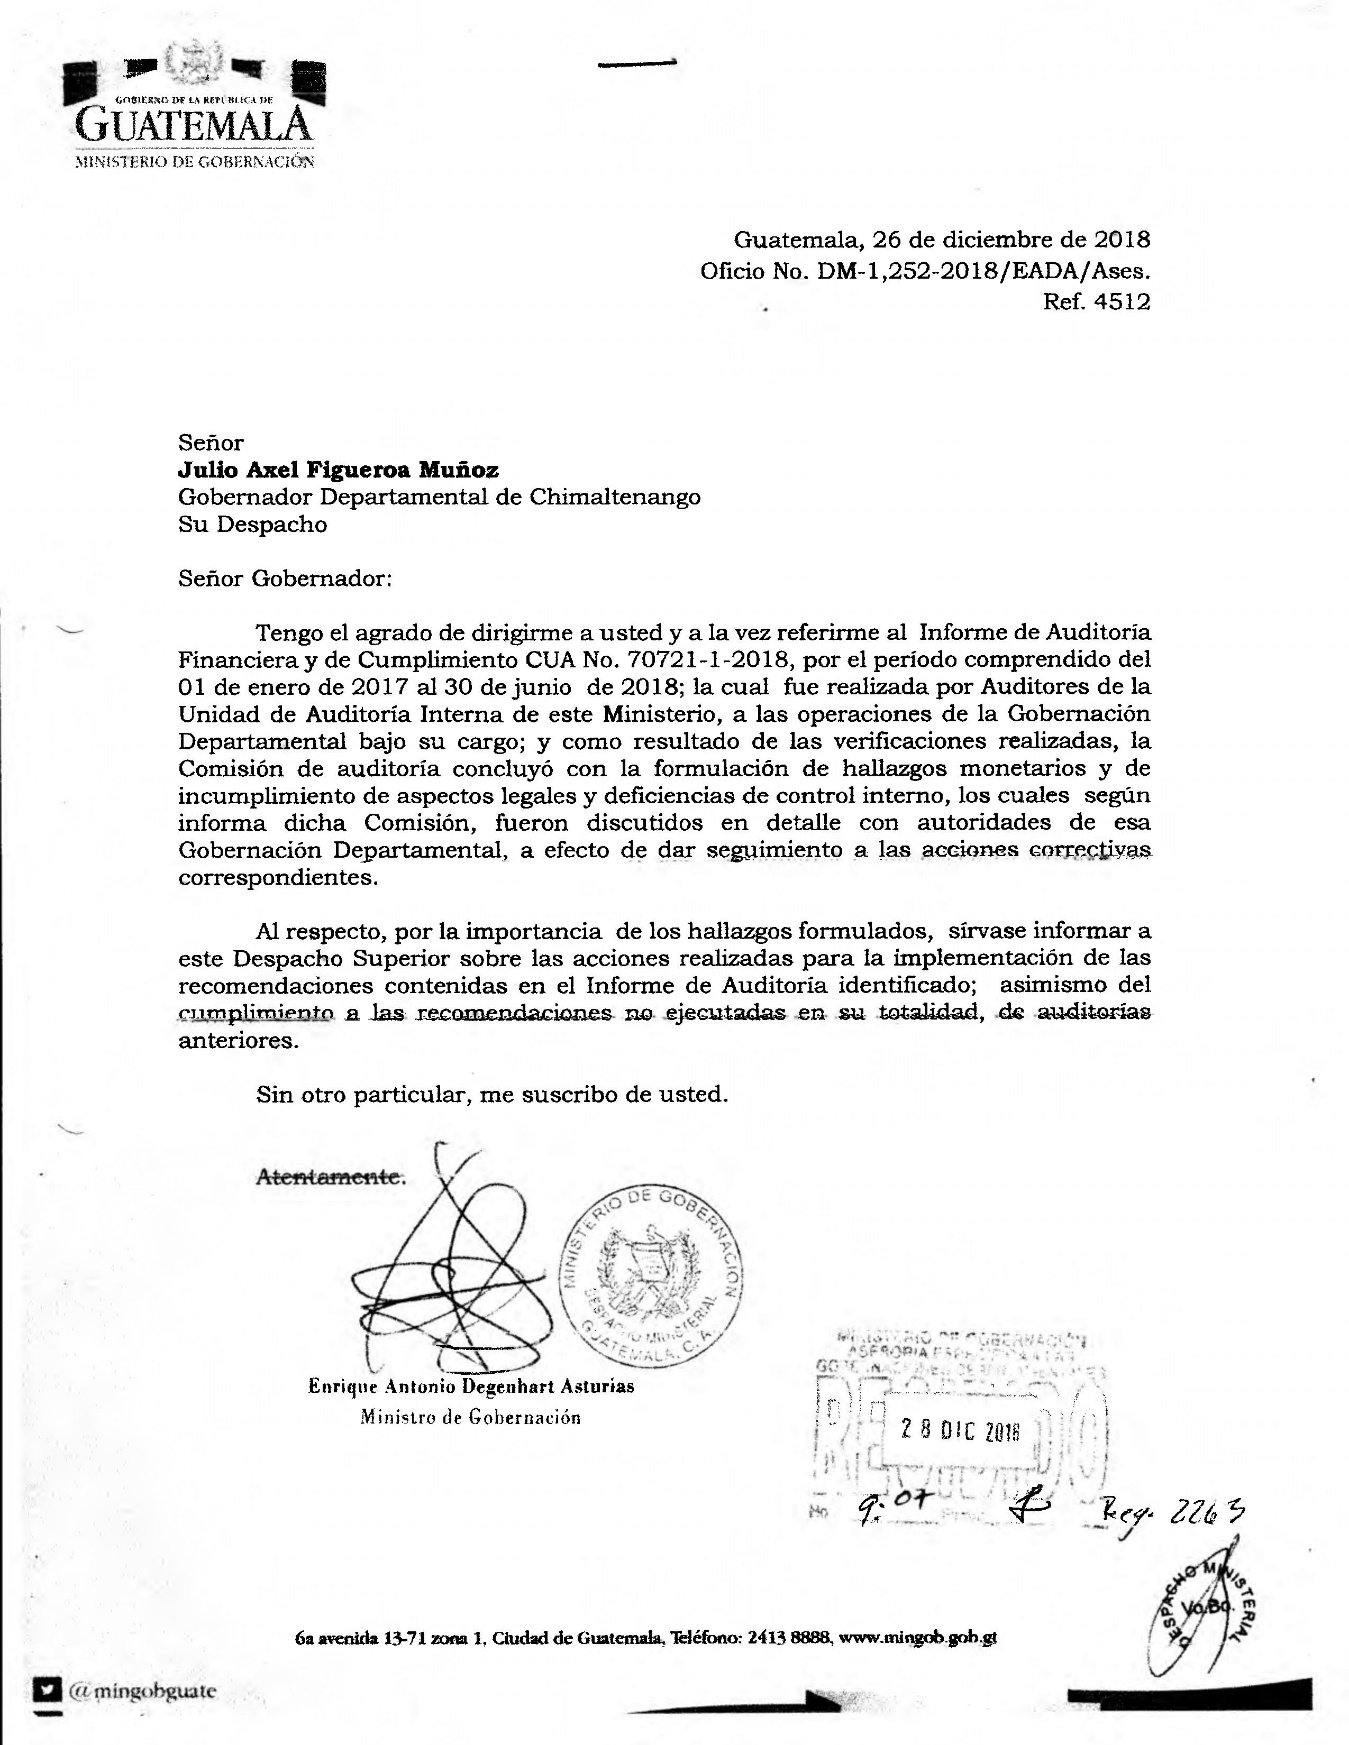 GOBIERNO DE LA REPÚBLICA DE
GUATEMALA
MINISTERIO DE GOBERNACIÓN
Guatemala, 26 de diciembre de 2018
Oficio No. DM-1,252-2018/EADA/Ases.
Ref. 4512
Señor
Julio Axel Figueroa Muñoz
Gobernador Departamental de Chimaltenango
Su Despacho
Señor Gobernador:
Tengo el agrado de dirigirme a usted y a la vez referirme al Informe de Auditoría
Financiera y de Cumplimiento CUA No. 70721-1-2018, por el período comprendido del
01 de enero de 2017 al 30 de junio de 2018; la cual fue realizada por Auditores de la
Unidad de Auditoría Interna de este Ministerio, a las operaciones de la Gobernación
Departamental bajo su cargo; y como resultado de las verificaciones realizadas, la
Comisión de auditoría concluyó con la formulación de hallazgos monetarios y de
incumplimiento de aspectos legales y deficiencias de control interno, los cuales según
informa dicha Comisión, fueron discutidos en detalle con autoridades de esa
Gobernación Departamental, a efecto de dar seguimiento a las acciones correctivas
correspondientes.
Al respecto, por la importancia de los hallazgos formulados, sírvase informar a
este Despacho Superior sobre las acciones realizadas para la implementación de las
recomendaciones contenidas en el Informe de Auditoría identificado; asimismo del
cumplimiento a las recomendaciones no ejecutadas en su totalidad, de auditorías
anteriores.
Sin otro particular, me suscribo de usted.
Atentamente.
MINISTERIO DE GOBERNACION
DESPACHO MINISTERIAL
GUATEMALA, C. A.
Enrique Antonio Degenhart Asturias
Ministro de Gobernación
MINISTERIO DE GOBERNACIÓN
ASESORIA
28 DIC 2018
No
9:07
Reg. 2263
DESPACHO MINISTERIAL
Vo.Bo.
6a avenida 13-71 zona 1, Ciudad de Guatemala, Teléfono: 2413 8888, www.mingob.gob.gt
@mingobguate